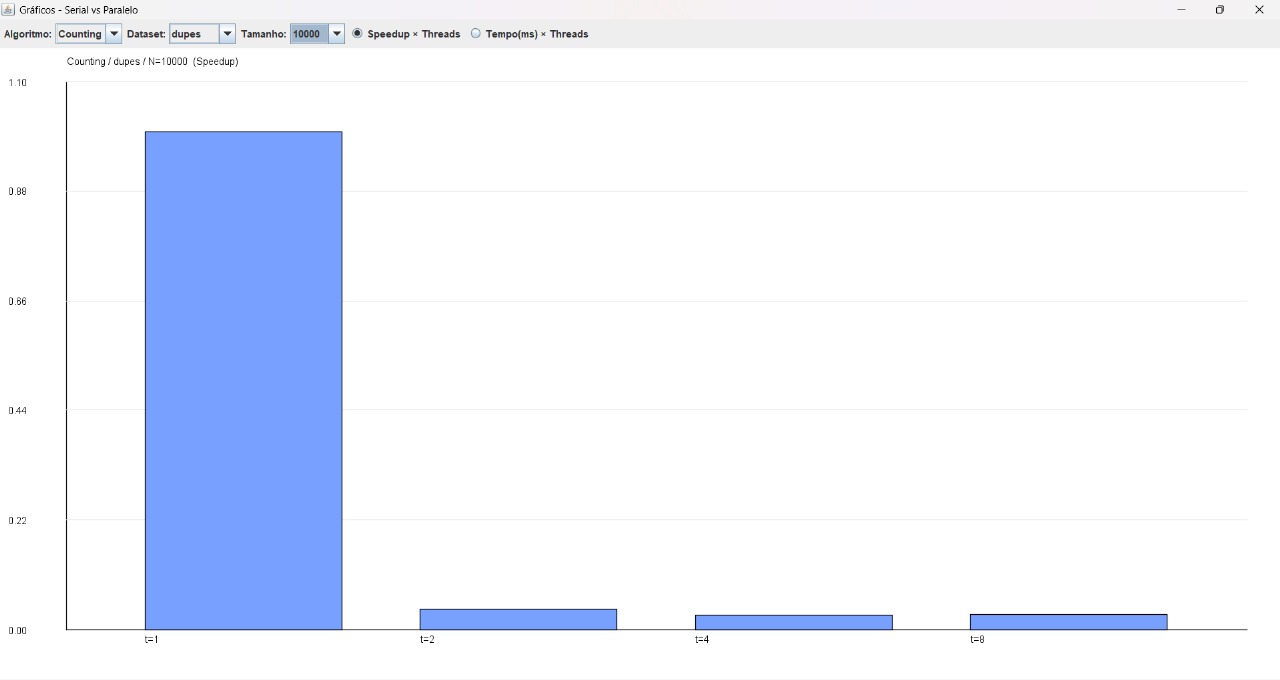 Gráficos - Serial vs Paralelo
Algoritmo: Counting Dataset: dupes Tamanho: 10000 Speedup × Threads Tempo(ms) × Threads
Counting / dupes / N=10000 (Speedup)
1.10
0.88
0.66
0.44
0.22
0.00
t=1 t=2 t=4 t=8